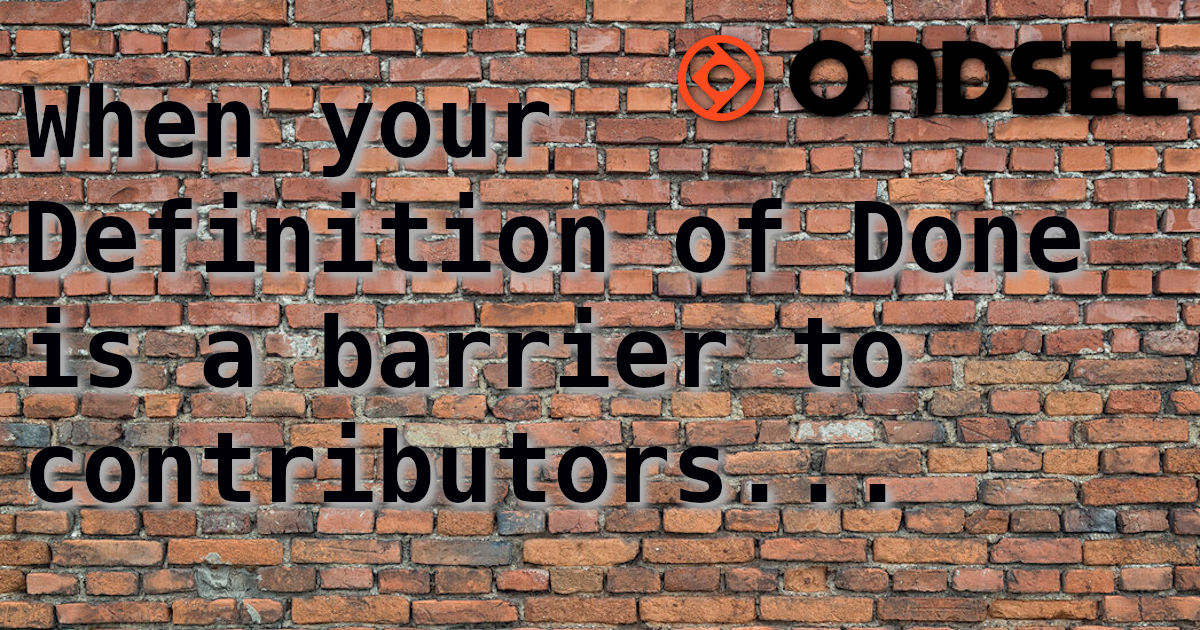 ONDSEL
When your
Definition of Done
is a barrier to
contributors...